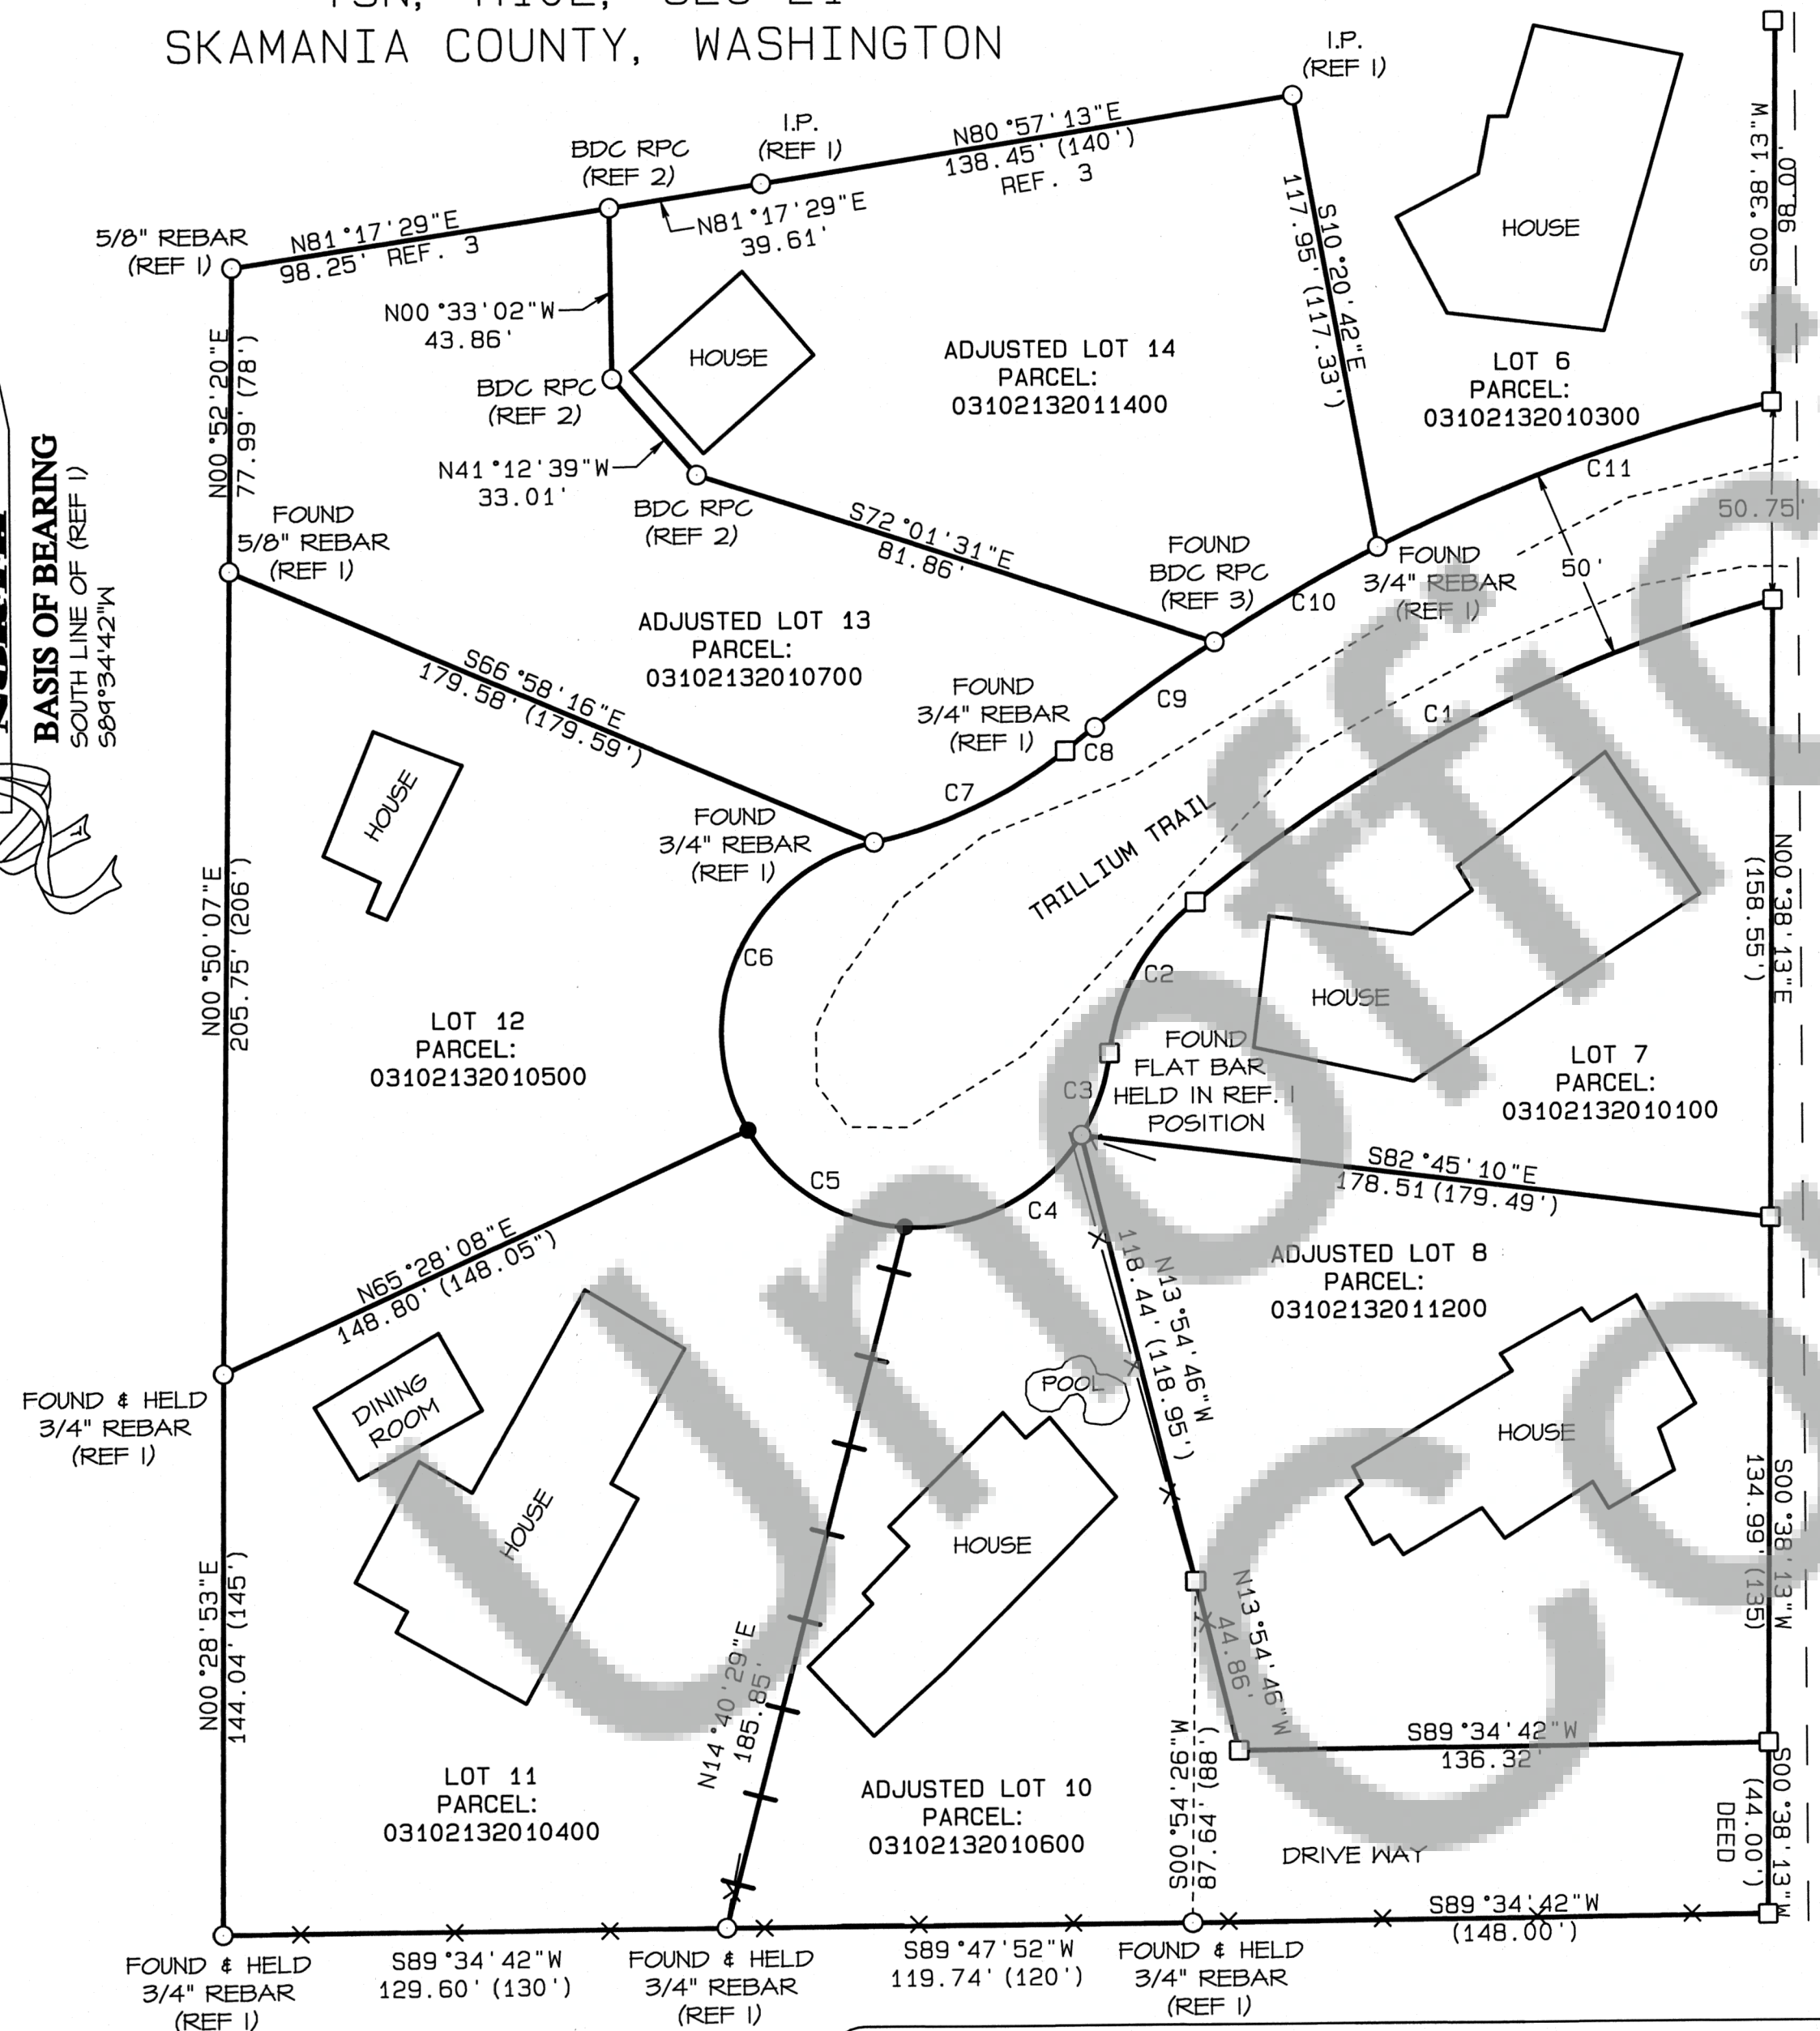 SKAMANIA COUNTY, WASHINGTON
I.P.
(REF 1)
I.P.
(REF 1)
BDC RPC
(REF 2)
N80°57'13"E
138.45' (140')
REF. 3
N81°17'29"E
39.61'
5/8" REBAR
(REF 1)
N81°17'29"E
98.25' REF. 3
N00°33'02"W
43.86'
HOUSE
BDC RPC
(REF 2)
N41°12'39"W
33.01'
BDC RPC
(REF 2)
ADJUSTED LOT 14
PARCEL:
03102132011400
S10°20'42"E
117.95' (117.33')
HOUSE
LOT 6
PARCEL:
03102132010300
S00°38'13"W
98.00'
N00°52'20"E
77.99' (78')
BASIS OF BEARING
SOUTH LINE OF (REF 1)
S89°34'42"W
FOUND
5/8" REBAR
(REF 1)
S72°01'31"E
81.86'
FOUND
BDC RPC
(REF 3)
C10
FOUND
3/4" REBAR
(REF 1)
C11
50.75'
50'
ADJUSTED LOT 13
PARCEL:
03102132010700
S66°58'16"E
179.58' (179.59')
FOUND
3/4" REBAR
(REF 1)
C9
C8
C7
C1
HOUSE
FOUND
3/4" REBAR
(REF 1)
TRILLIUM TRAIL
N00°50'07"E
205.75' (206')
C6
C2
HOUSE
N00°38'13"E
(158.55')
LOT 12
PARCEL:
03102132010500
FOUND
FLAT BAR
HELD IN REF. 1
POSITION
C3
LOT 7
PARCEL:
03102132010100
C5
C4
S82°45'10"E
178.51 (179.49')
N65°28'08"E
148.80' (148.05")
ADJUSTED LOT 8
PARCEL:
03102132011200
N13°54'46"W
118.44' (118.95')
POOL
FOUND & HELD
3/4" REBAR
(REF 1)
DINING
ROOM
HOUSE
HOUSE
HOUSE
S00°38'13"W
134.99' (135)
N00°28'53"E
144.04' (145')
N14°40'29"E
185.85'
N13°54'46"W
44.86'
S89°34'42"W
136.32'
LOT 11
PARCEL:
03102132010400
ADJUSTED LOT 10
PARCEL:
03102132010600
S00°54'26"W
87.64' (88')
DRIVE WAY
S00°38'13"W
(44.00')
DEED
S89°34'42"W
(148.00')
FOUND & HELD
3/4" REBAR
(REF 1)
S89°34'42"W
129.60' (130')
FOUND & HELD
3/4" REBAR
(REF 1)
S89°47'52"W
119.74' (120')
FOUND & HELD
3/4" REBAR
(REF 1)